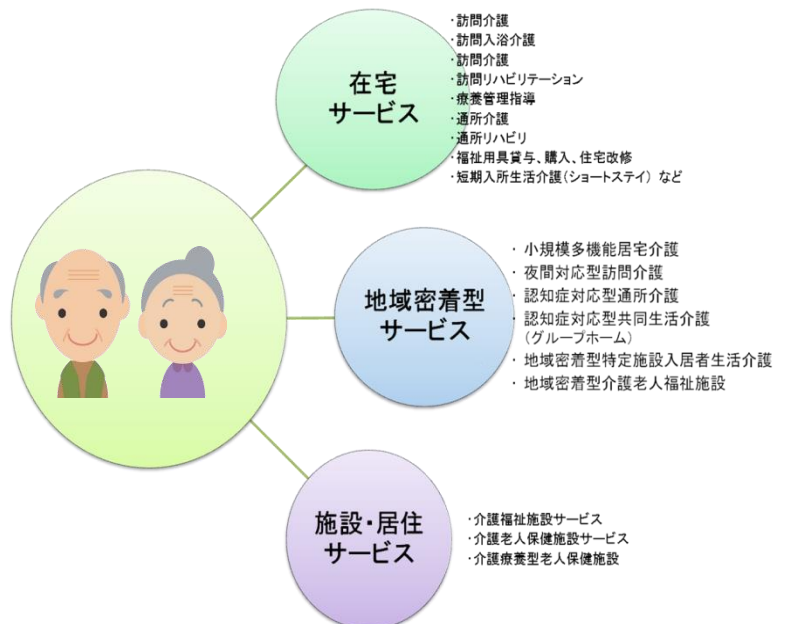 在宅
サービス
・訪問介護
・訪問入浴介護
・訪問介護
・訪問リハビリテーション
・療養管理指導
・通所介護
・通所リハビリ
・福祉用具貸与、購入、住宅改修
・短期入所生活介護(ショートステイ) など
地域密着型
サービス
・ 小規模多機能居宅介護
・ 夜間対応型訪問介護
・ 認知症対応型通所介護
・ 認知症対応型共同生活介護
(グループホーム)
・ 地域密着型特定施設入居者生活介護
・ 地域密着型介護老人福祉施設
施設・居住
サービス
・介護福祉施設サービス
・介護老人保健施設サービス
・介護療養型老人保健施設